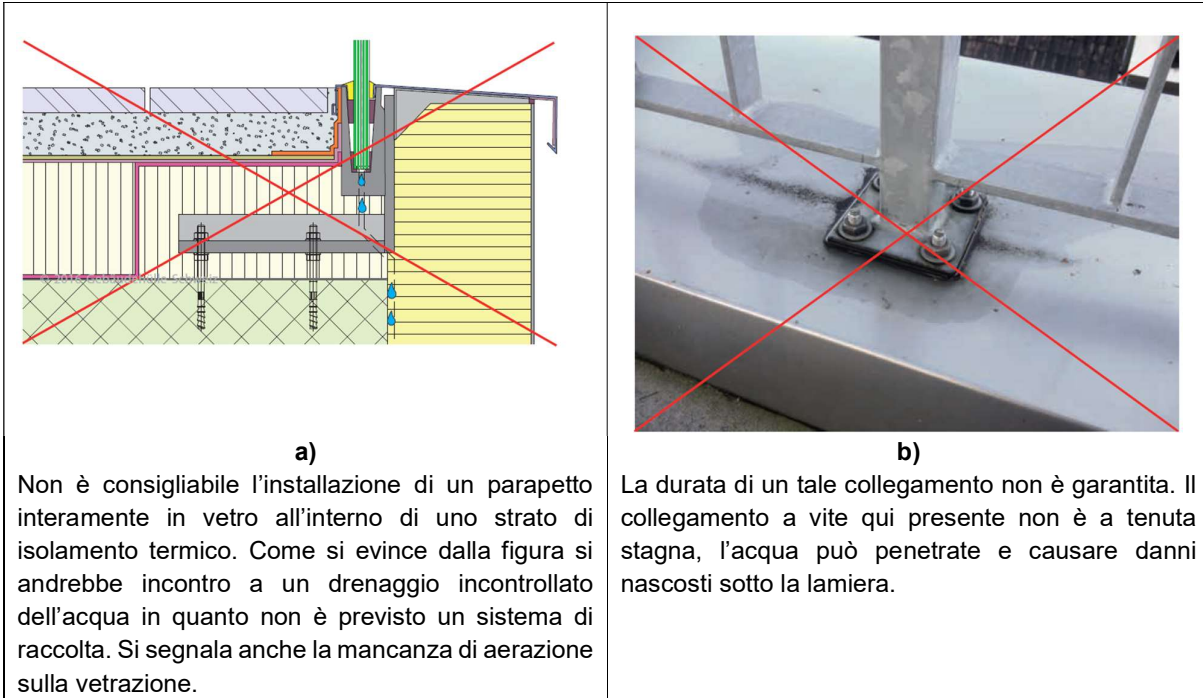 a)
Non è consigliabile l’installazione di un parapetto
interamente in vetro all’interno di uno strato di
isolamento termico. Come si evince dalla figura si
andrebbe incontro a un drenaggio incontrollato
dell’acqua in quanto non è previsto un sistema di
raccolta. Si segnala anche la mancanza di aerazione
sulla vetrazione.
b)
La durata di un tale collegamento non è garantita. Il
collegamento a vite qui presente non è a tenuta
stagna, l’acqua può penetrate e causare danni
nascosti sotto la lamiera.